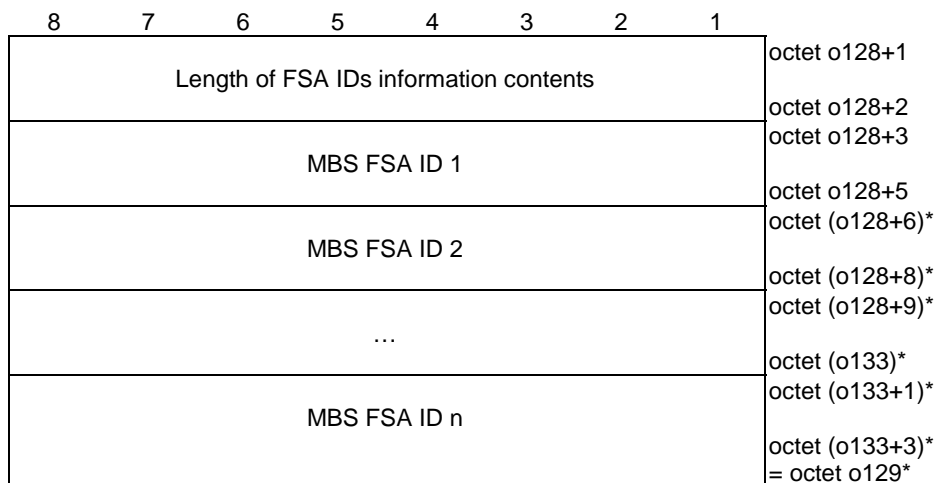 8 7 6 5 4 3 2 1
octet o128+1
Length of FSA IDs information contents
octet o128+2
octet o128+3
MBS FSA ID 1
octet o128+5
octet (o128+6)*
MBS FSA ID 2
octet (o128+8)*
octet (o128+9)*
…
octet (o133)*
octet (o133+1)*
MBS FSA ID n
octet (o133+3)*
= octet o129*